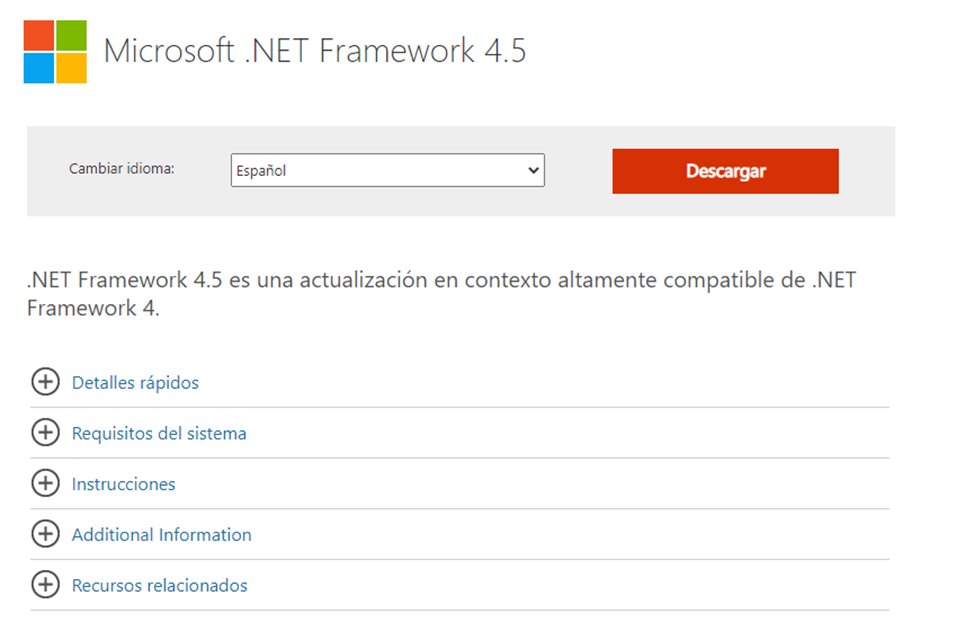 Microsoft .NET Framework 4.5
Cambiar idioma:
Español
Descargar
.NET Framework 4.5 es una actualización en contexto altamente compatible de .NET
Framework 4.
Detalles rápidos
Requisitos del sistema
Instrucciones
Additional Information
Recursos relacionados